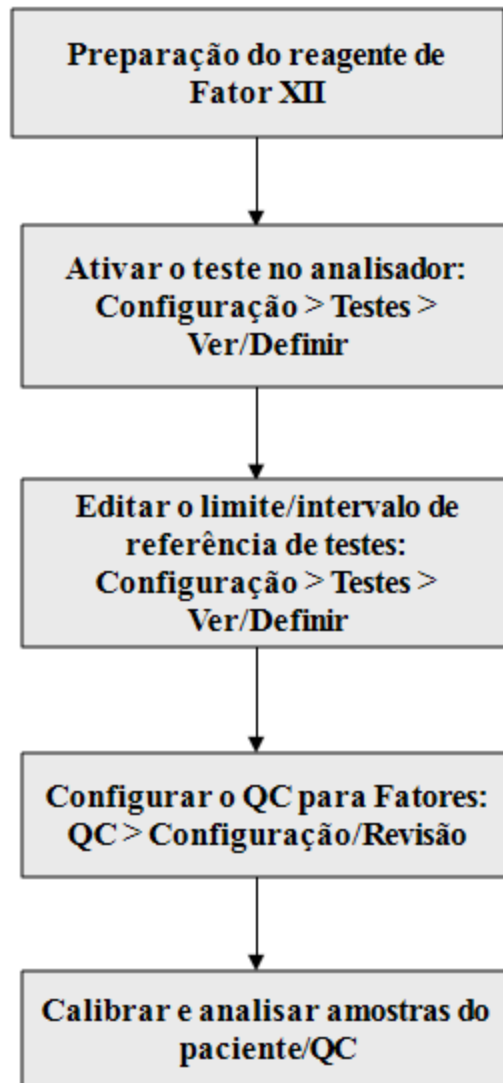 Preparação do reagente de
Fator XII
Ativar o teste no analisador:
Configuração > Testes >
Ver/Definir
Editar o limite/intervalo de
referência de testes:
Configuração > Testes >
Ver/Definir
Configurar o QC para Fatores:
QC > Configuração/Revisão
Calibrar e analisar amostras do
paciente/QC